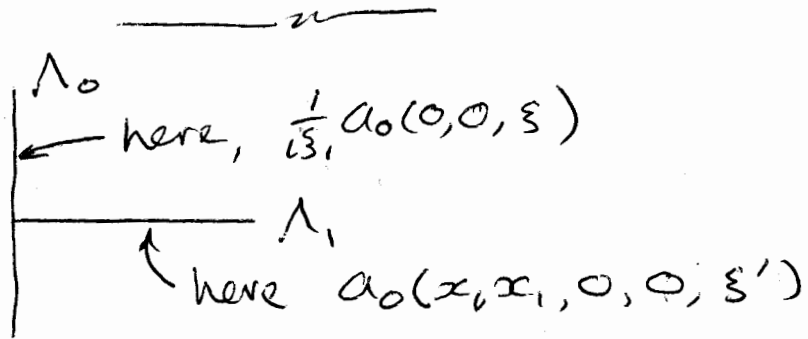 Λ₀
here, 1/(iξ₁) a₀(0,0,ξ)
Λ₁
here a₀(x,x₁,0,0,ξ')